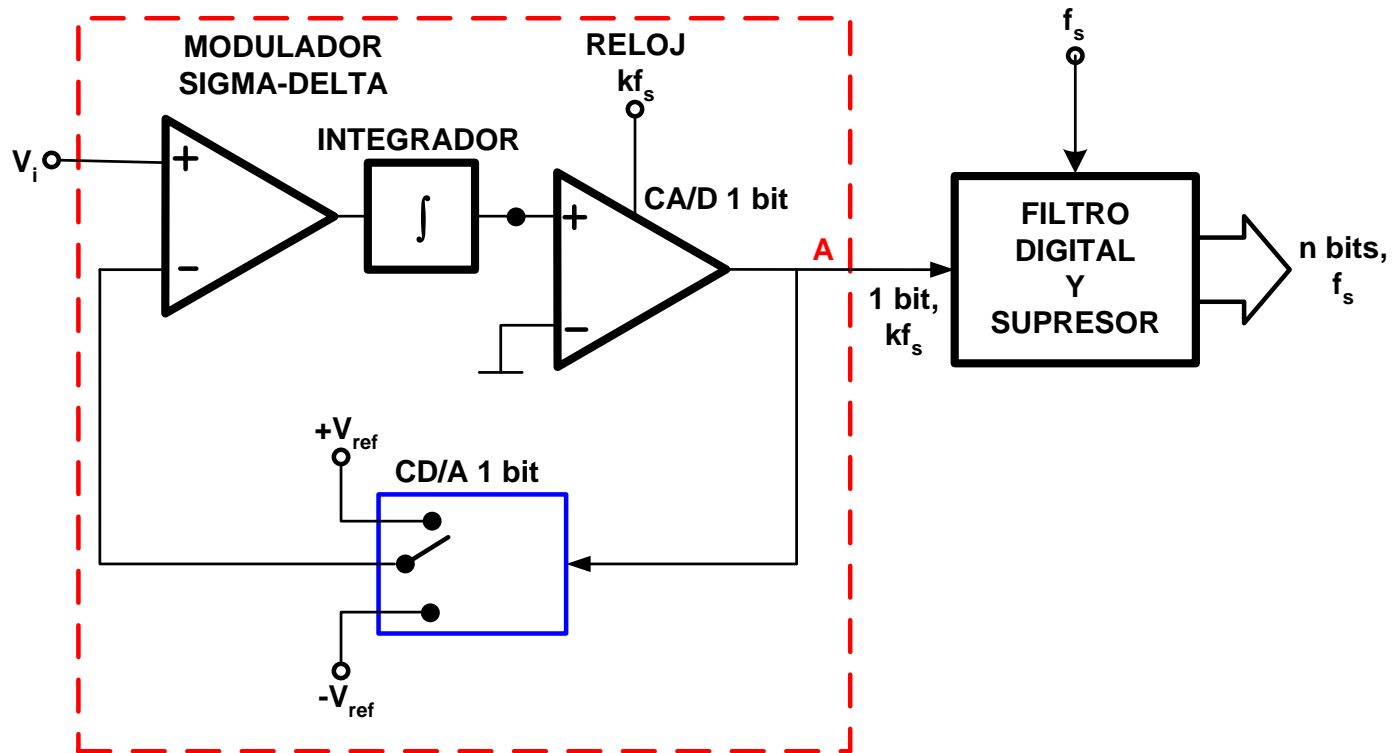 MODULADOR
SIGMA-DELTA
RELOJ
kfs
fs
INTEGRADOR
Vi
+
−
∫
+
−
CA/D 1 bit
A
1 bit,
kfs
FILTRO
DIGITAL
Y
SUPRESOR
n bits,
fs
+Vref
CD/A 1 bit
-Vref